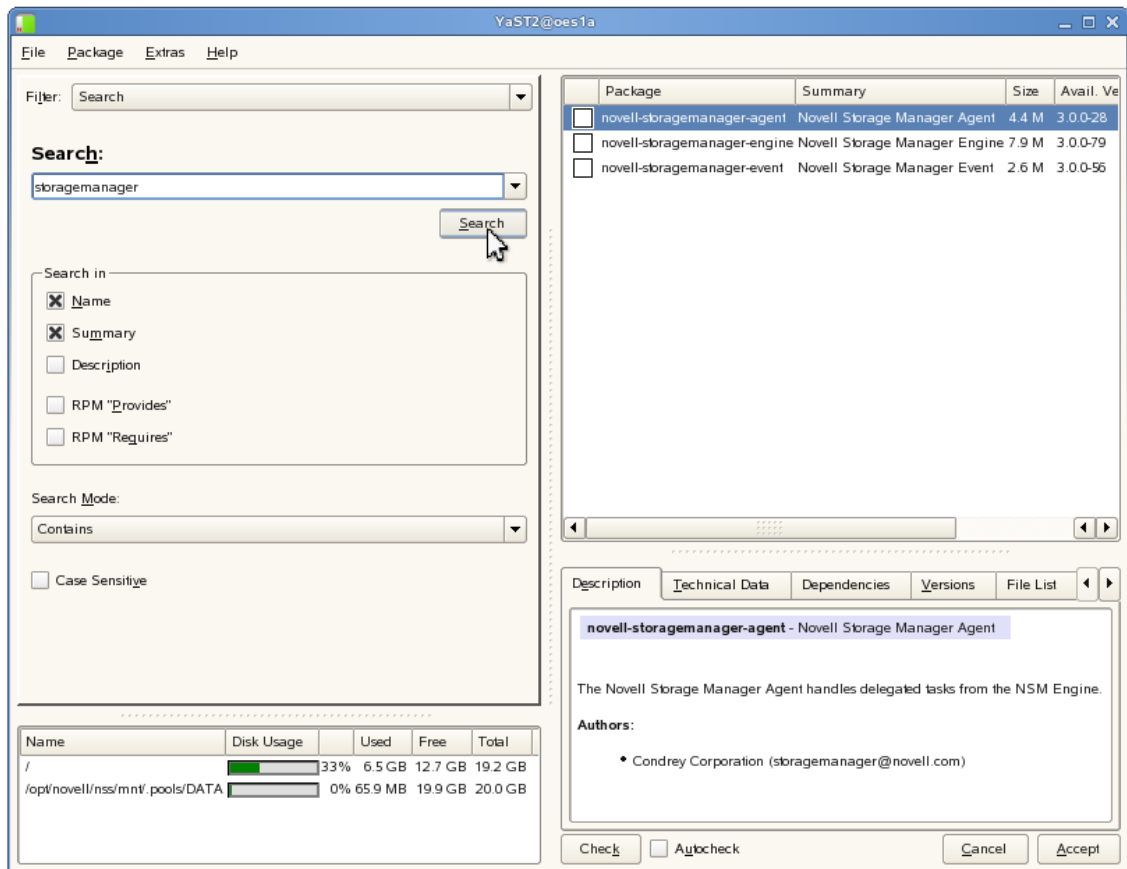 YaST2@oes1a
File Package Extras Help
Filter: Search
Search:
storagemanager
Search
Search in
Name
Summary
Description
RPM "Provides"
RPM "Requires"
Search Mode:
Contains
Case Sensitive
Name Disk Usage Used Free Total
/ 33% 6.5 GB 12.7 GB 19.2 GB
/opt/novell/nss/mnt/.pools/DATA 0% 65.9 MB 19.9 GB 20.0 GB
Package Summary Size Avail. Ve
novell-storagemanager-agent Novell Storage Manager Agent 4.4 M 3.0.0-28
novell-storagemanager-engine Novell Storage Manager Engine 7.9 M 3.0.0-79
novell-storagemanager-event Novell Storage Manager Event 2.6 M 3.0.0-56
Description Technical Data Dependencies Versions File List
novell-storagemanager-agent - Novell Storage Manager Agent
The Novell Storage Manager Agent handles delegated tasks from the NSM Engine.
Authors:
• Condrey Corporation (storagemanager@novell.com)
Check Autocheck Cancel Accept